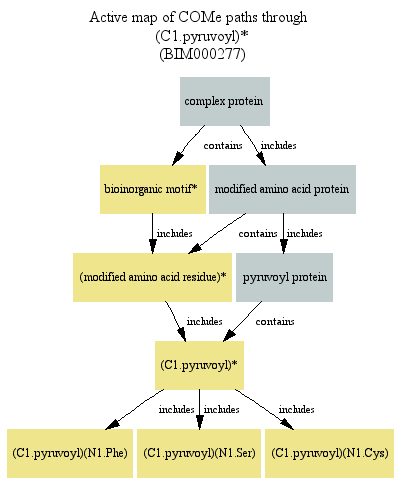 Active map of COMe paths through
(C1.pyruvoyl)*
(BIM000277)
complex protein
contains
includes
bioinorganic motif*
modified amino acid protein
includes
contains
includes
(modified amino acid residue)*
pyruvoyl protein
includes
contains
(C1.pyruvoyl)*
includes
includes
includes
(C1.pyruvoyl)(N1.Phe)
(C1.pyruvoyl)(N1.Ser)
(C1.pyruvoyl)(N1.Cys)